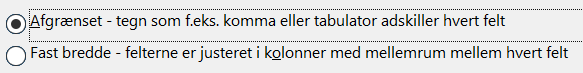 Afgrænset - tegn som f.eks. komma eller tabulator adskiller hvert felt
Fast bredde - felterne er justeret i kolonner med mellemrum mellem hvert felt